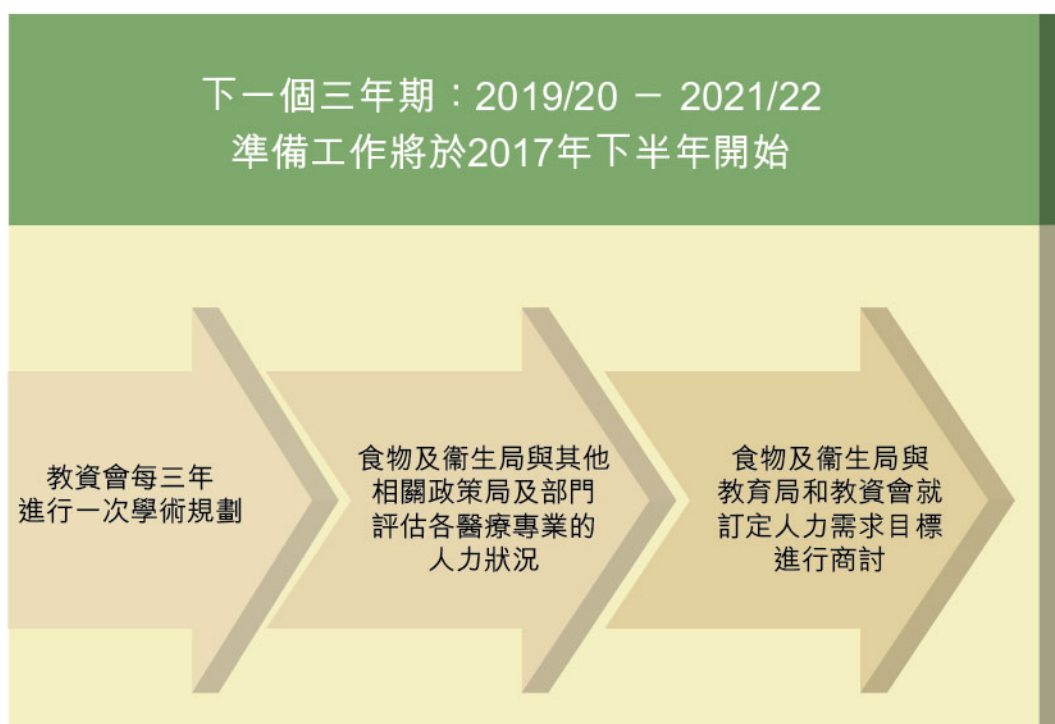 下一個三年期：2019/20 － 2021/22
準備工作將於2017年下半年開始
教資會每三年
進行一次學術規劃
食物及衞生局與其他
相關政策局及部門
評估各醫療專業的
人力狀況
食物及衞生局與
教育局和教資會就
訂定人力需求目標
進行商討